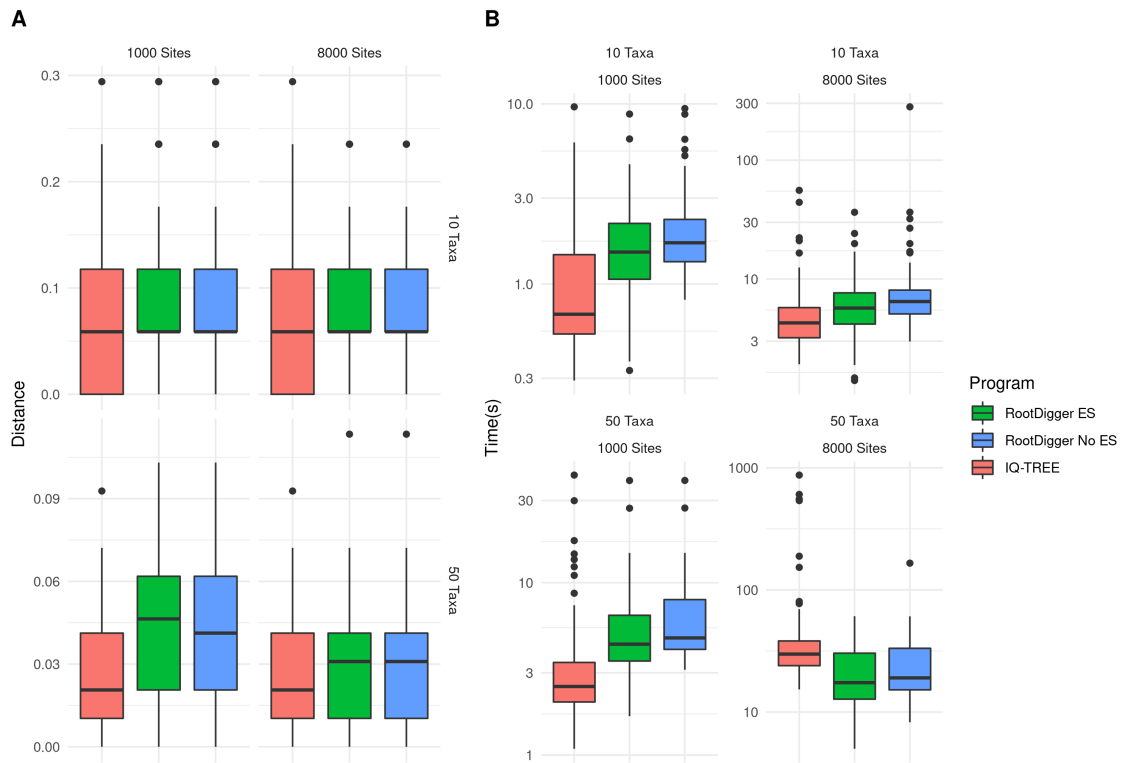 A
1000 Sites
8000 Sites
0.3
0.2
0.1
0.0
10 Taxa
0.09
0.06
0.03
0.00
50 Taxa
Distance
B
10 Taxa
1000 Sites
10.0
3.0
1.0
0.3
10 Taxa
8000 Sites
300
100
30
10
3
50 Taxa
1000 Sites
30
10
3
1
50 Taxa
8000 Sites
1000
100
10
Time(s)
Program
RootDigger ES
RootDigger No ES
IQ-TREE